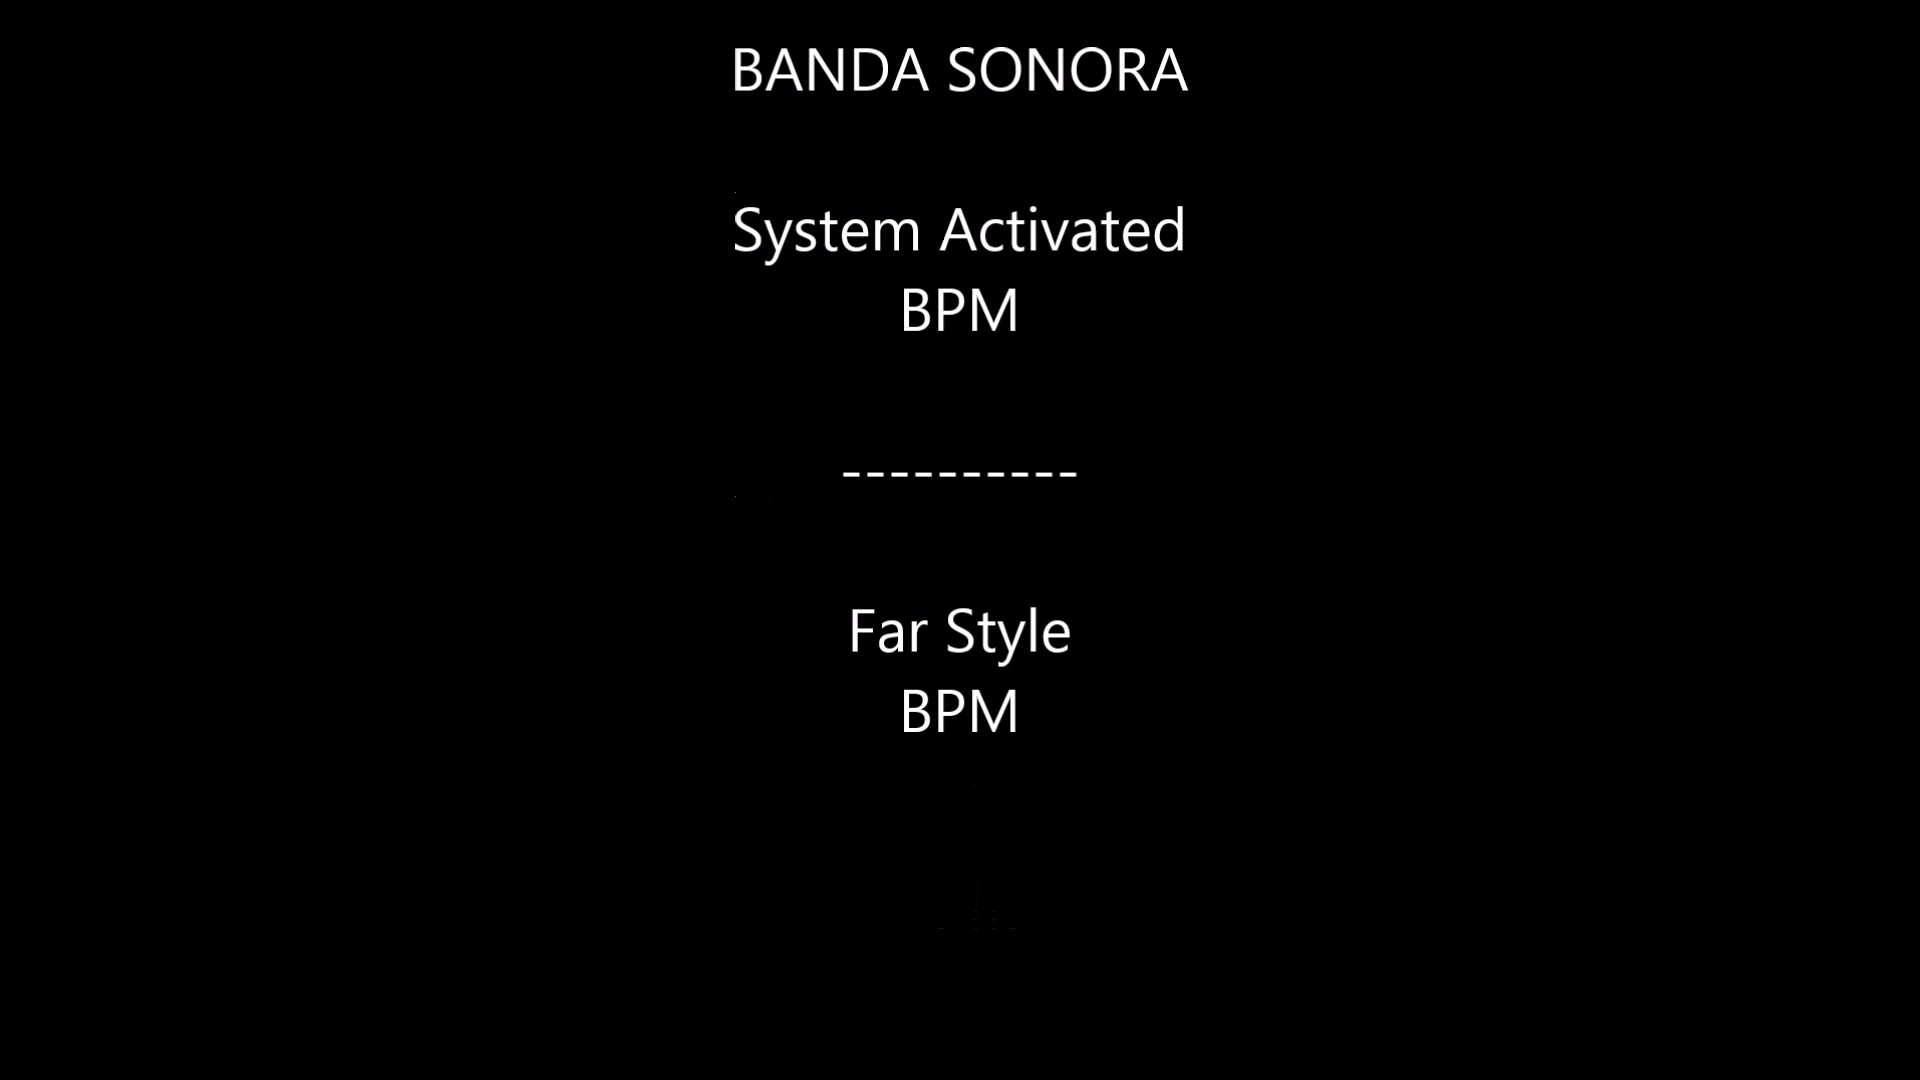 BANDA SONORA
System Activated
BPM
----------
Far Style
BPM